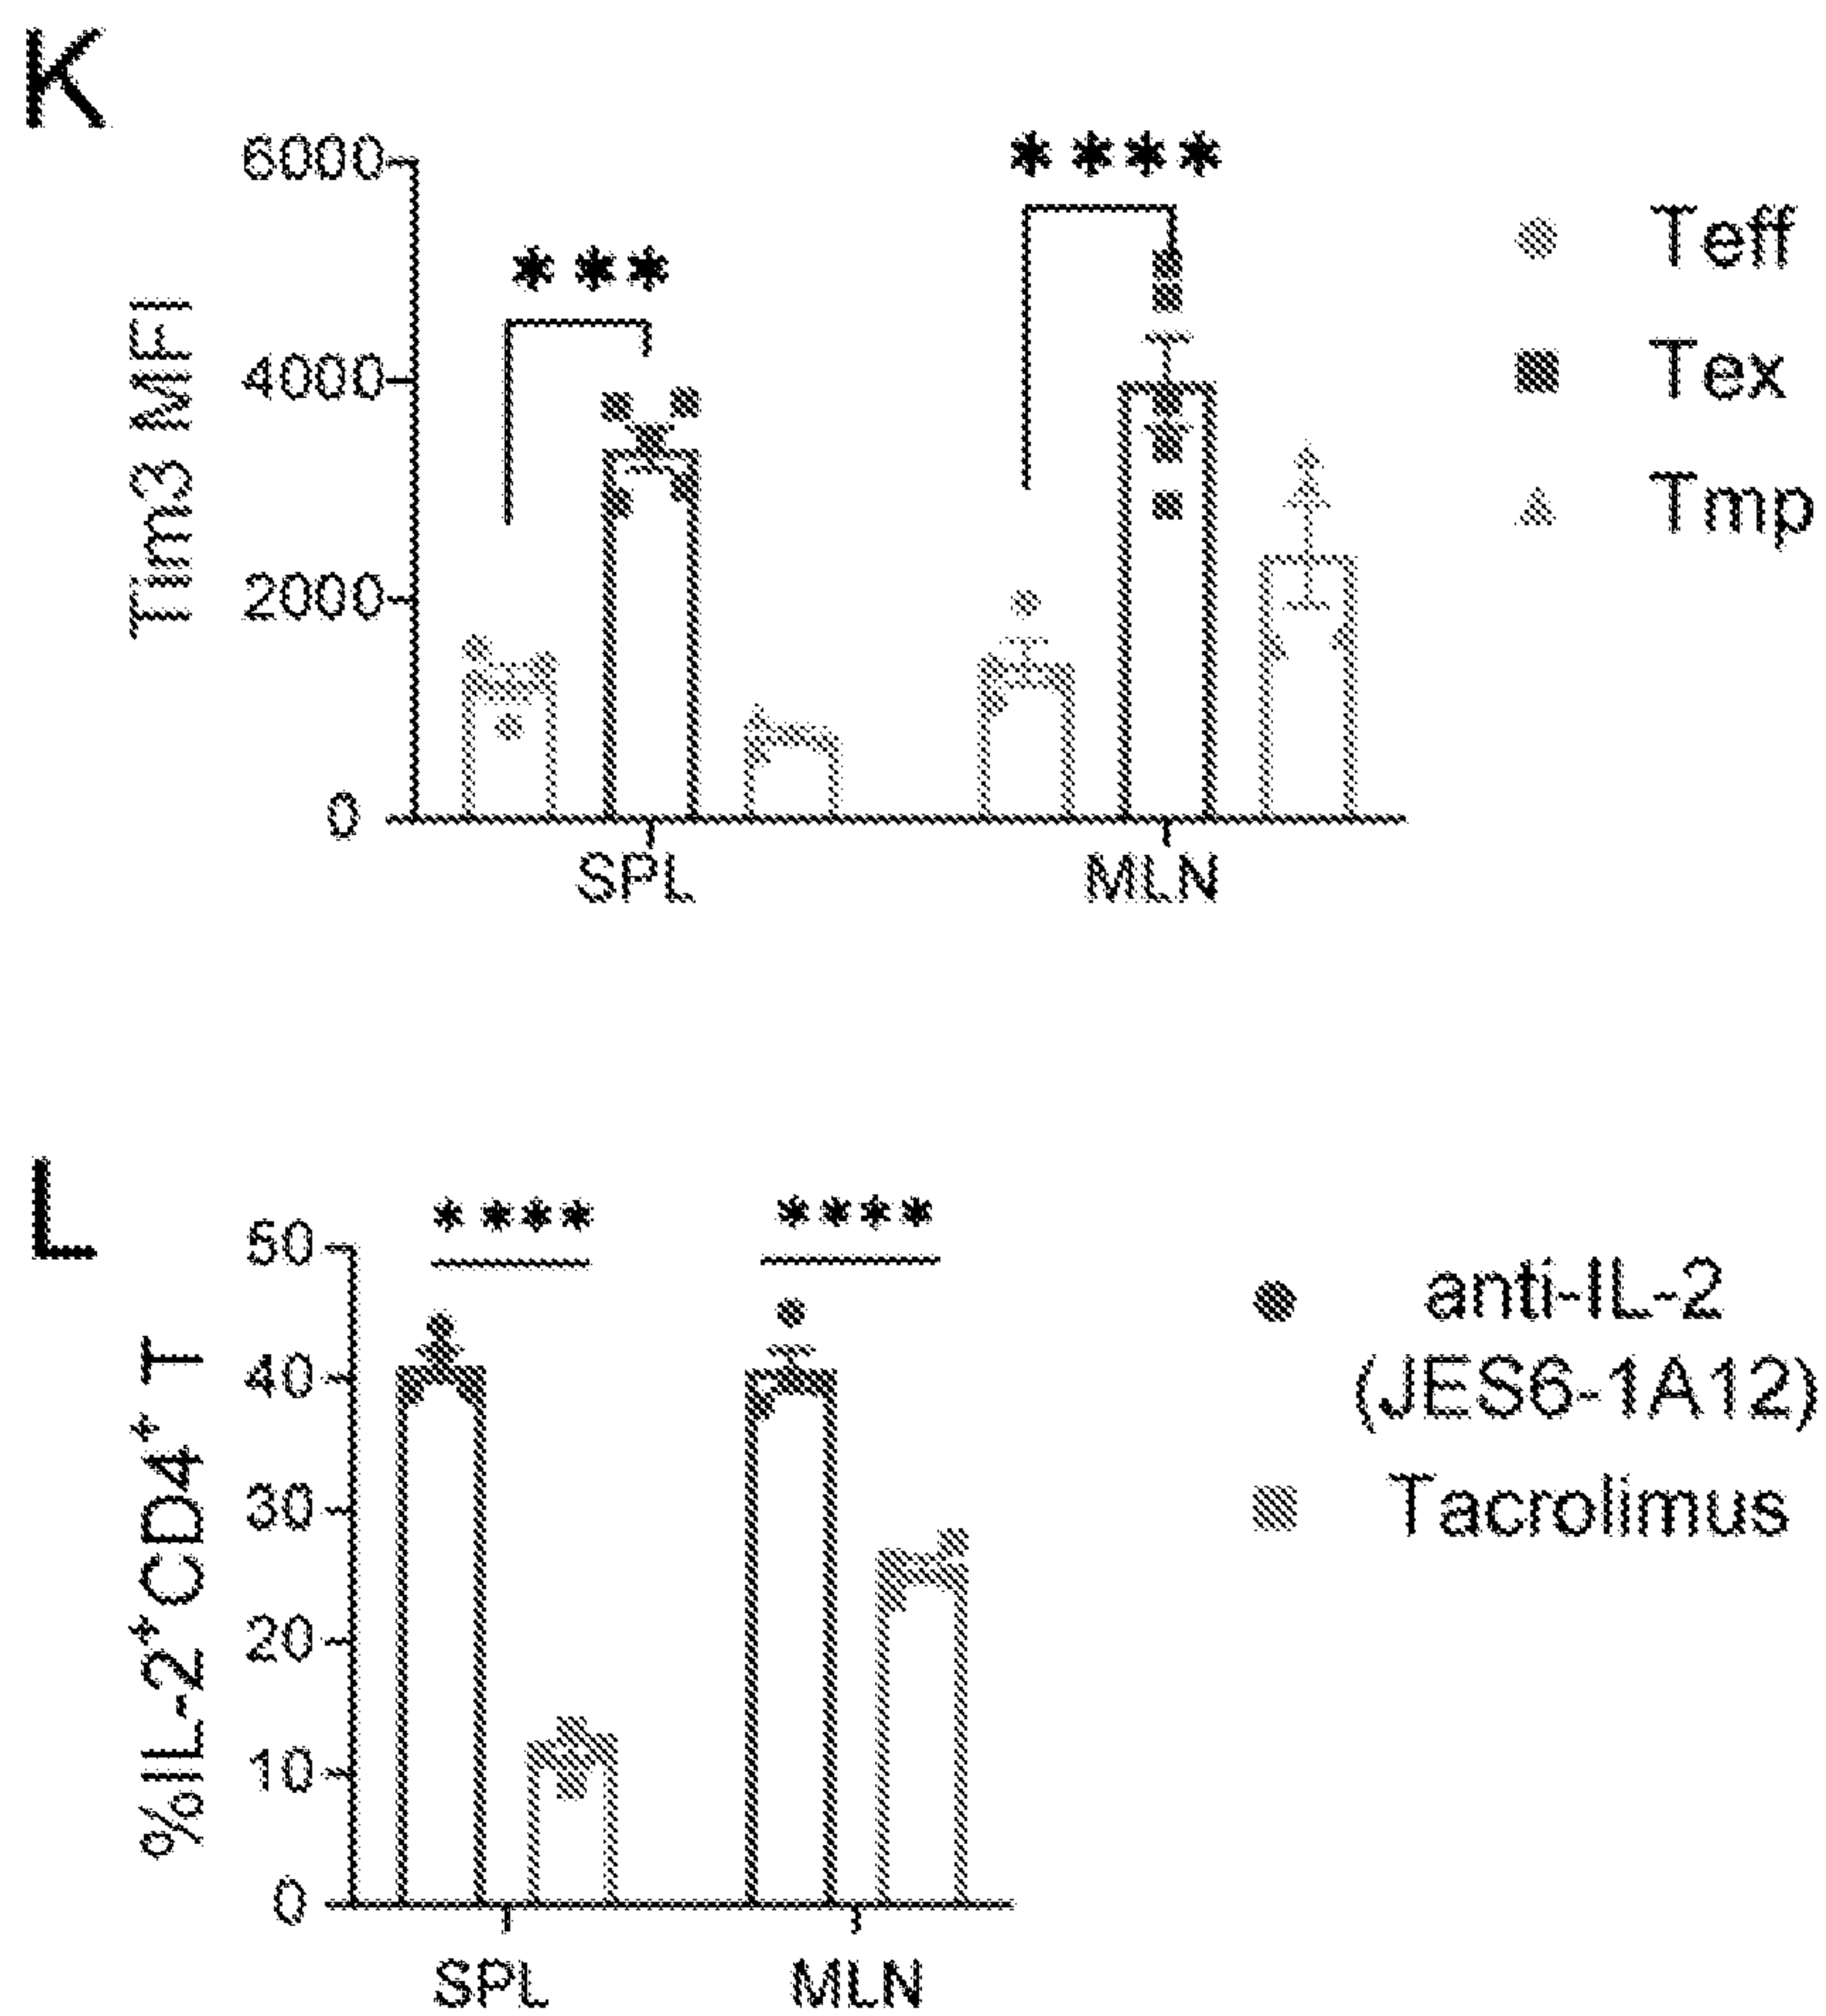 K
Tim3 MFI
6000
4000
2000
0
***
****
SPL
MLN
Teff
Tex
Tmp
L
%IL-2⁺CD4⁺ T
50
40
30
20
10
0
****
****
SPL
MLN
anti-IL-2
(JES6-1A12)
Tacrolimus